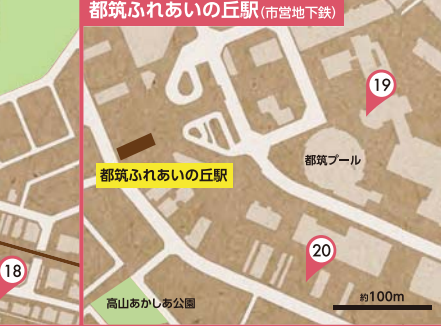 都筑ふれあいの丘駅(市営地下鉄)
19
都筑プール
都筑ふれあいの丘駅
20
18
約100m
高山あかしあ公園